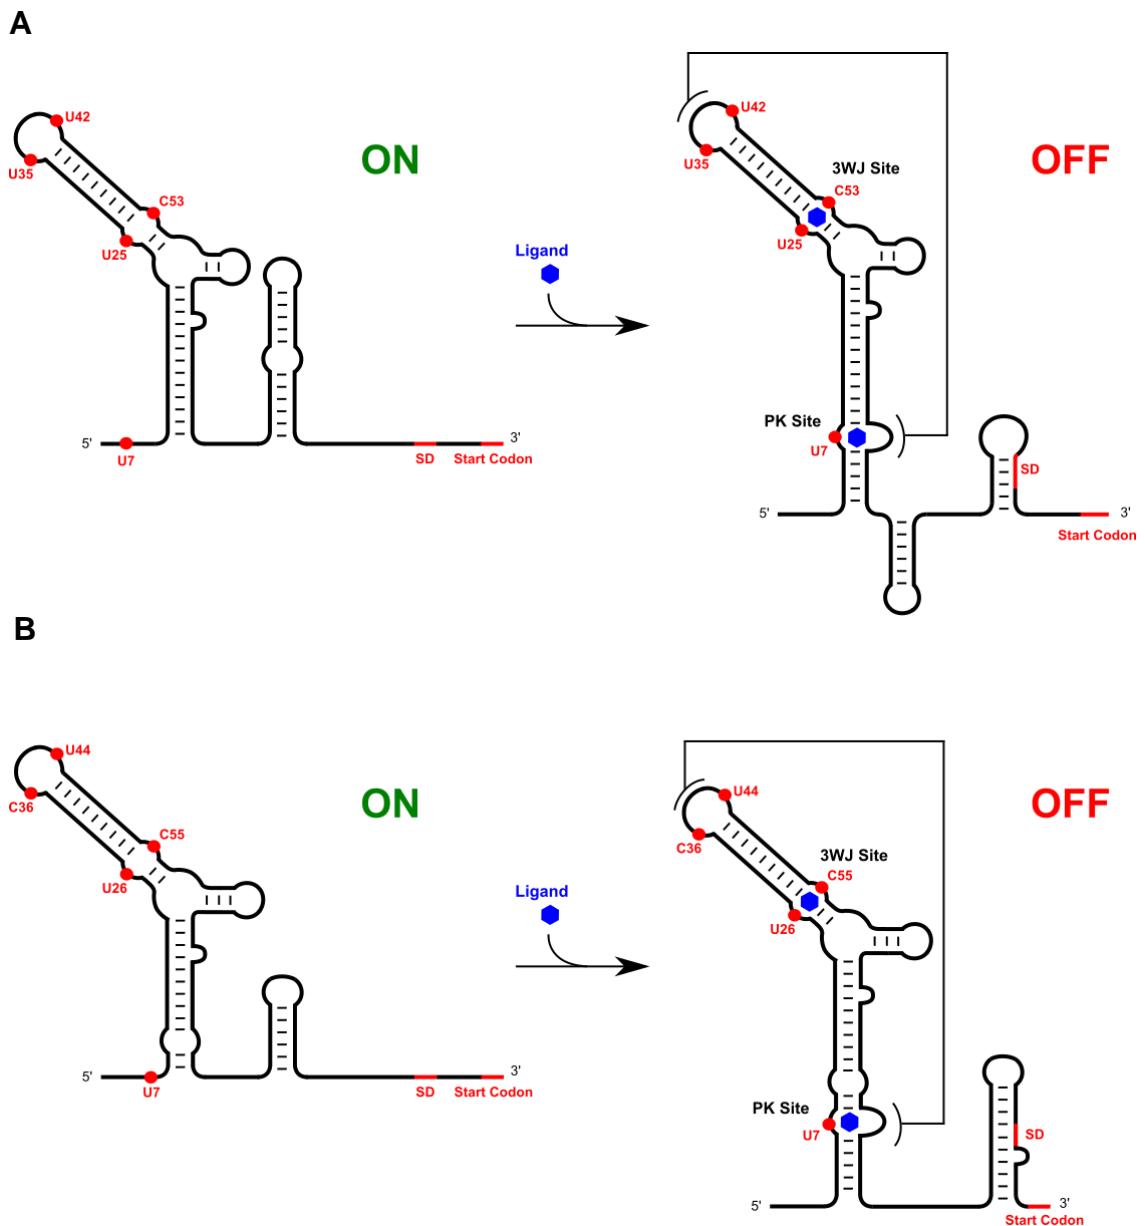 A
U42
ON
U35
C53
U25
Ligand
5'
U7
SD
Start Codon
3'
U42
OFF
U35
3WJ Site
C53
U25
PK Site
U7
SD
5'
3'
Start Codon
B
U44
ON
C36
C55
U26
Ligand
5'
U7
SD
Start Codon
3'
U44
OFF
C36
3WJ Site
C55
U26
PK Site
U7
SD
5'
3'
Start Codon